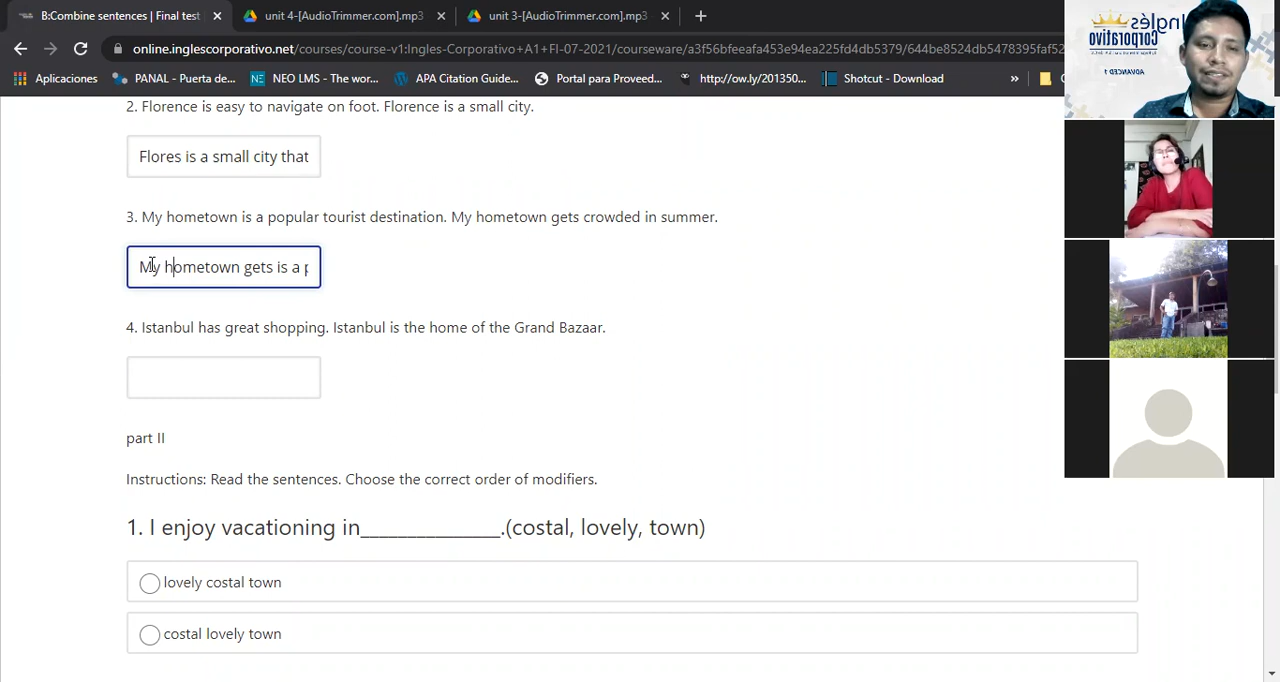 B:Combine sentences | Final test
unit 4-[AudioTrimmer.com].mp3
unit 3-[AudioTrimmer.com].mp3
online.inglescorporativo.net/courses/course-v1:Ingles-Corporativo+A1+FI-07-2021/courseware/a3f56bfeeafa453e94ea225fd4db5379/644be8524db5478395faf52
Aplicaciones
PANAL - Puerta de...
NEO LMS - The wor...
APA Citation Guide...
Portal para Proveed...
http://ow.ly/201350...
Shotcut - Download
»
Inglés
Corporativo
ADVANCED 1
2. Florence is easy to navigate on foot. Florence is a small city.
Flores is a small city that
3. My hometown is a popular tourist destination. My hometown gets crowded in summer.
My hometown gets is a p
4. Istanbul has great shopping. Istanbul is the home of the Grand Bazaar.
part II
Instructions: Read the sentences. Choose the correct order of modifiers.
1. I enjoy vacationing in_______________.(costal, lovely, town)
lovely costal town
costal lovely town